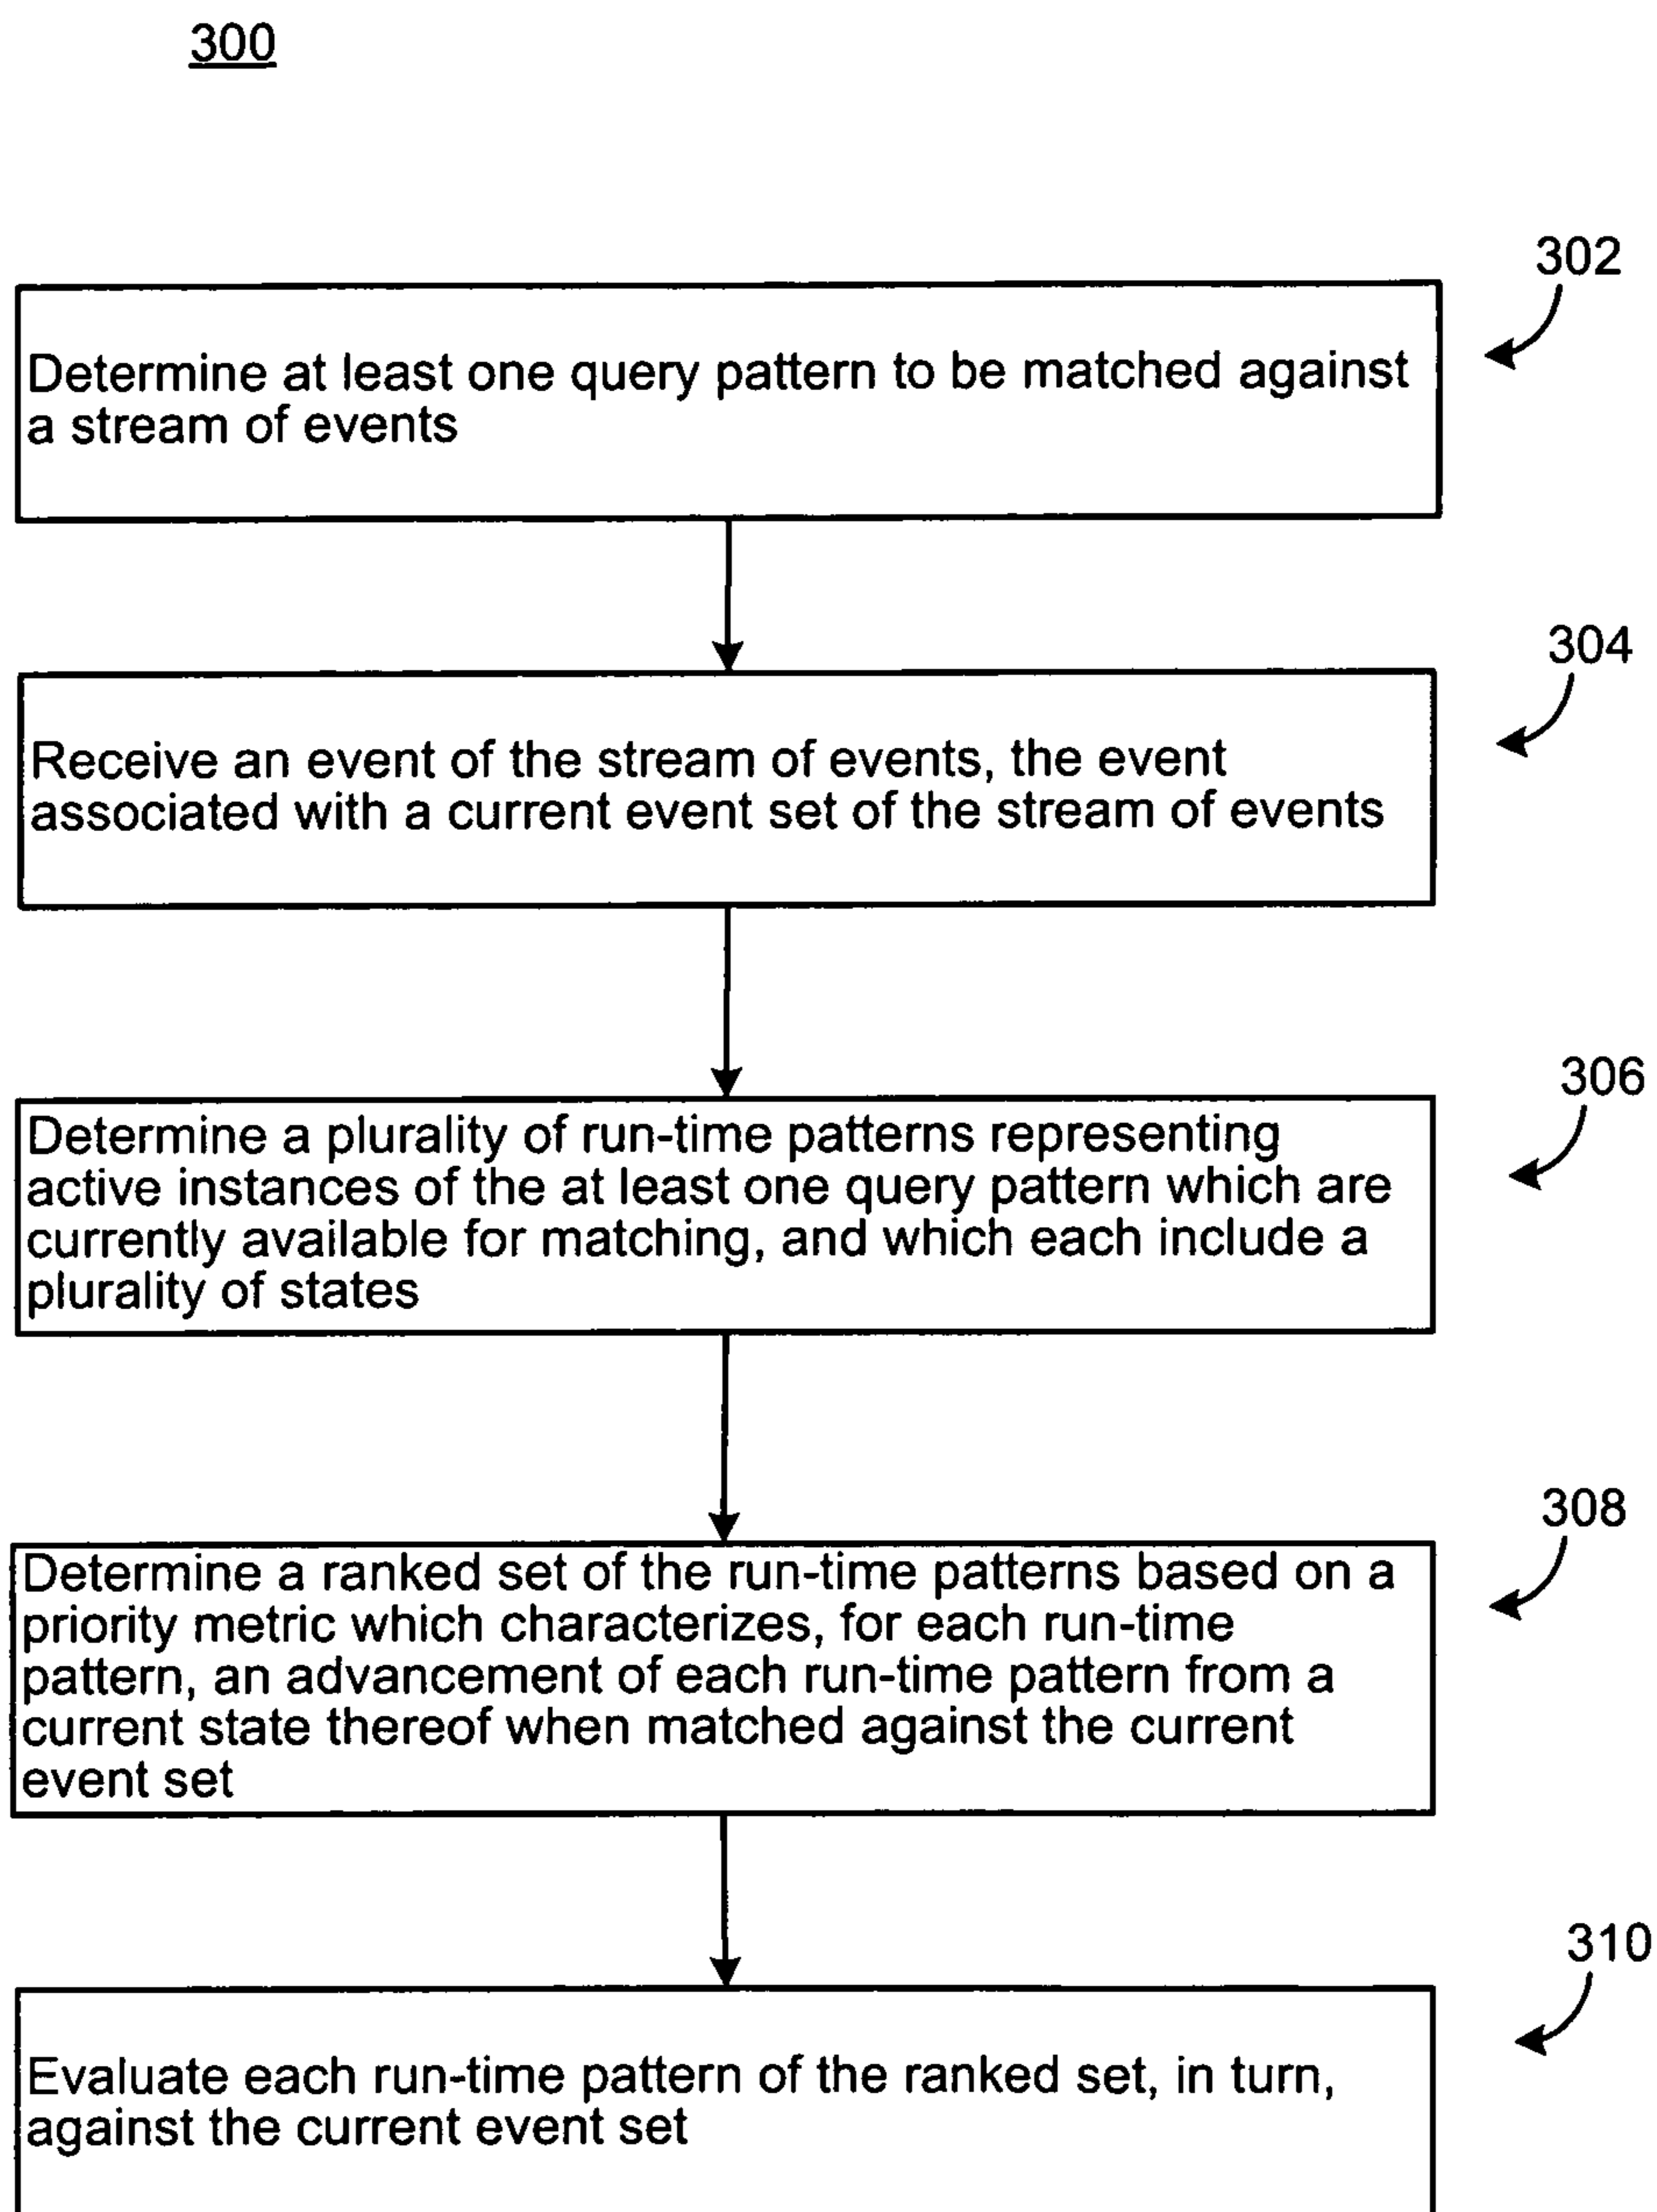 300
302
Determine at least one query pattern to be matched against
a stream of events
304
Receive an event of the stream of events, the event
associated with a current event set of the stream of events
306
Determine a plurality of run-time patterns representing
active instances of the at least one query pattern which are
currently available for matching, and which each include a
plurality of states
308
Determine a ranked set of the run-time patterns based on a
priority metric which characterizes, for each run-time
pattern, an advancement of each run-time pattern from a
current state thereof when matched against the current
event set
310
Evaluate each run-time pattern of the ranked set, in turn,
against the current event set